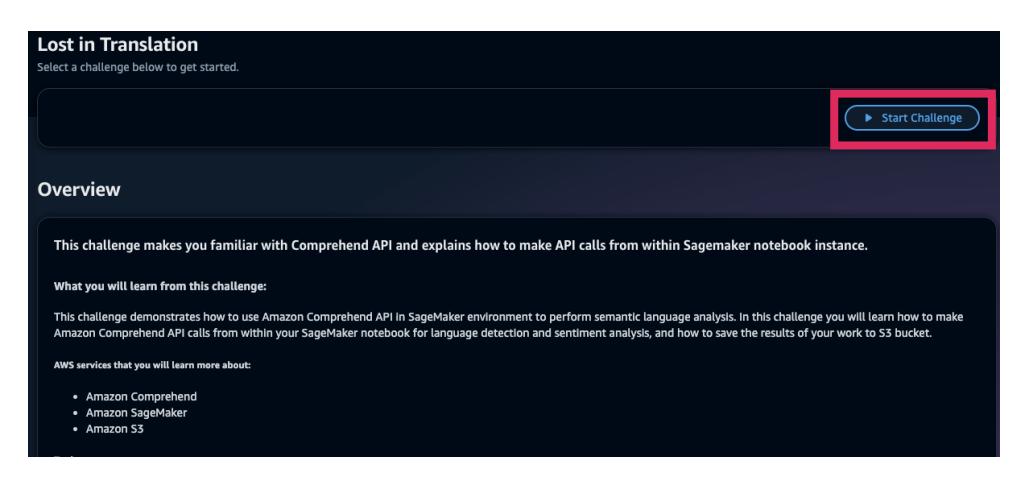 Lost in Translation
Select a challenge below to get started.
Start Challenge
Overview
This challenge makes you familiar with Comprehend API and explains how to make API calls from within Sagemaker notebook instance.
What you will learn from this challenge:
This challenge demonstrates how to use Amazon Comprehend API in SageMaker environment to perform semantic language analysis. In this challenge you will learn how to make
Amazon Comprehend API calls from within your SageMaker notebook for language detection and sentiment analysis, and how to save the results of your work to S3 bucket.
AWS services that you will learn more about:
• Amazon Comprehend
• Amazon SageMaker
• Amazon S3